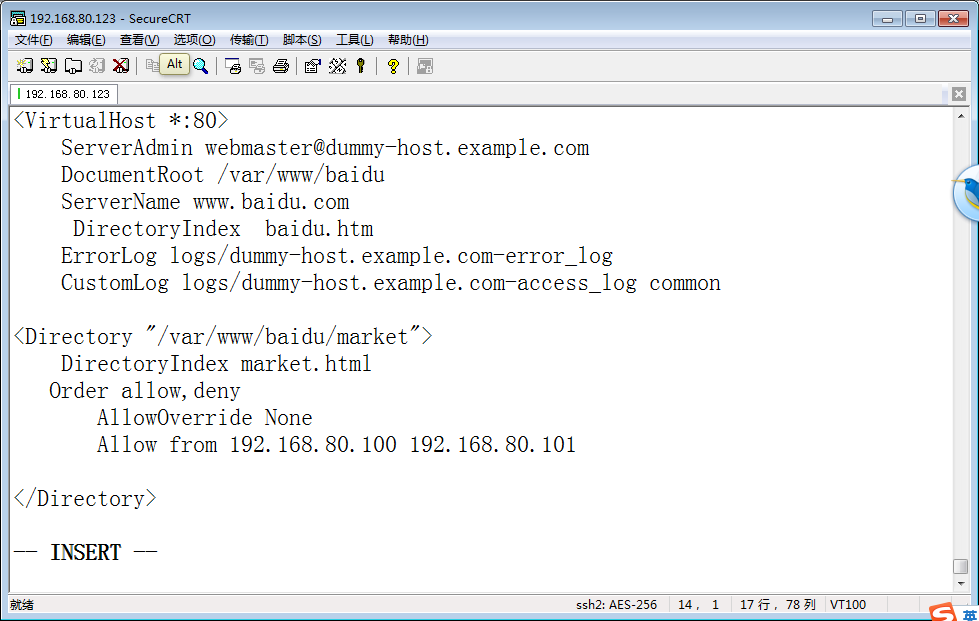 192.168.80.123 - SecureCRT
文件(F) 编辑(E) 查看(V) 选项(O) 传输(T) 脚本(S) 工具(L) 帮助(H)
Alt
192.168.80.123
<VirtualHost *:80>
ServerAdmin webmaster@dummy-host.example.com
DocumentRoot /var/www/baidu
ServerName www.baidu.com
DirectoryIndex  baidu.htm
ErrorLog logs/dummy-host.example.com-error_log
CustomLog logs/dummy-host.example.com-access_log common
<Directory "/var/www/baidu/market">
DirectoryIndex market.html
Order allow,deny
AllowOverride None
Allow from 192.168.80.100 192.168.80.101
</Directory>
-- INSERT --
就绪 ssh2: AES-256 14, 1 17 行, 78 列 VT100
英